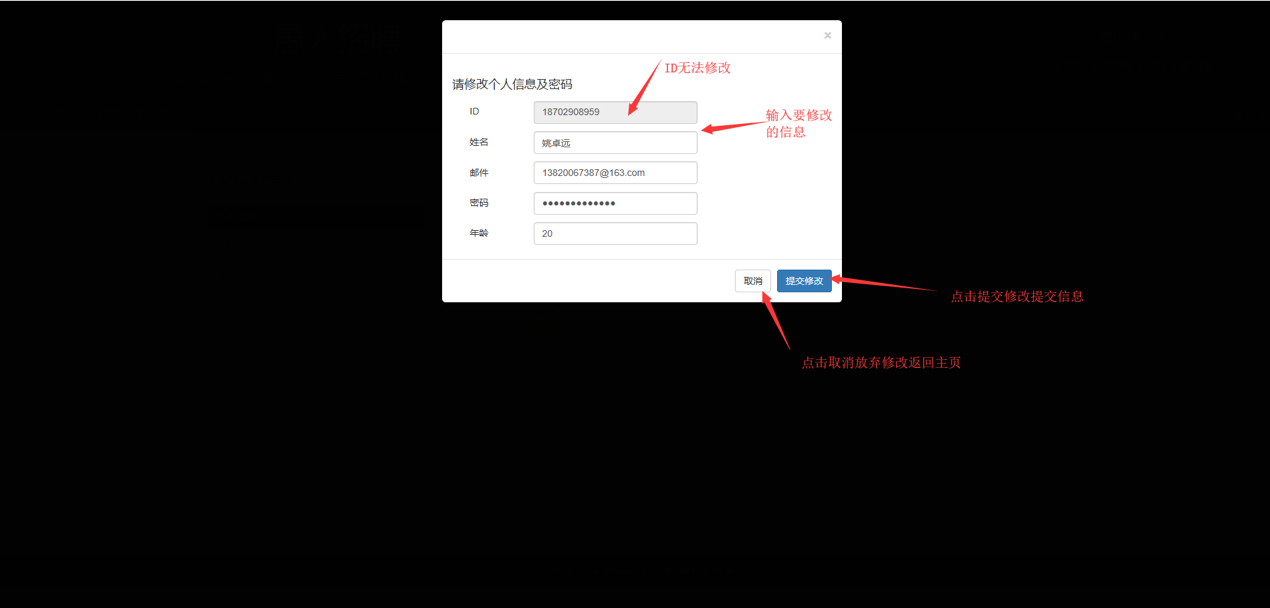 ×
ID无法修改
请修改个人信息及密码
ID 18702908959
输入要修改
的信息
姓名 姚卓远
邮件 13820067387@163.com
密码 •••••••••••••
年龄 20
取消 提交修改
点击提交修改提交信息
点击取消放弃修改返回主页